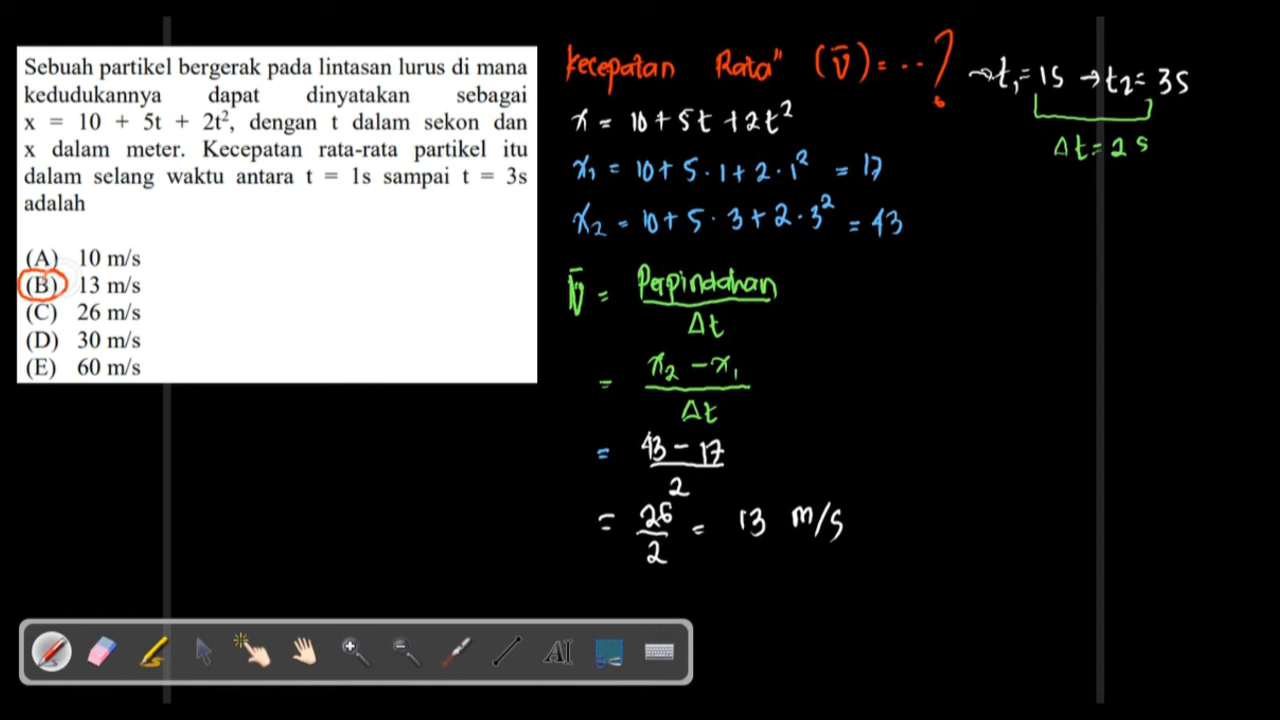 Sebuah partikel bergerak pada lintasan lurus di mana
kedudukannya dapat dinyatakan sebagai
x = 10 + 5t + 2t², dengan t dalam sekon dan
x dalam meter. Kecepatan rata-rata partikel itu
dalam selang waktu antara t = 1s sampai t = 3s
adalah
(A) 10 m/s
(B) 13 m/s
(C) 26 m/s
(D) 30 m/s
(E) 60 m/s
Kecepatan Rata" (v̄) = ... ?
→ t₁ = 1s → t₂ = 3s
Δt = 2 s
x = 10 + 5t + 2t²
x₁ = 10 + 5 · 1 + 2 · 1² = 17
x₂ = 10 + 5 · 3 + 2 · 3² = 43
v̄ = Perpindahan
Δt
= x₂ - x₁
Δt
= 43 - 17
2
= 26 = 13 m/s
2
AI